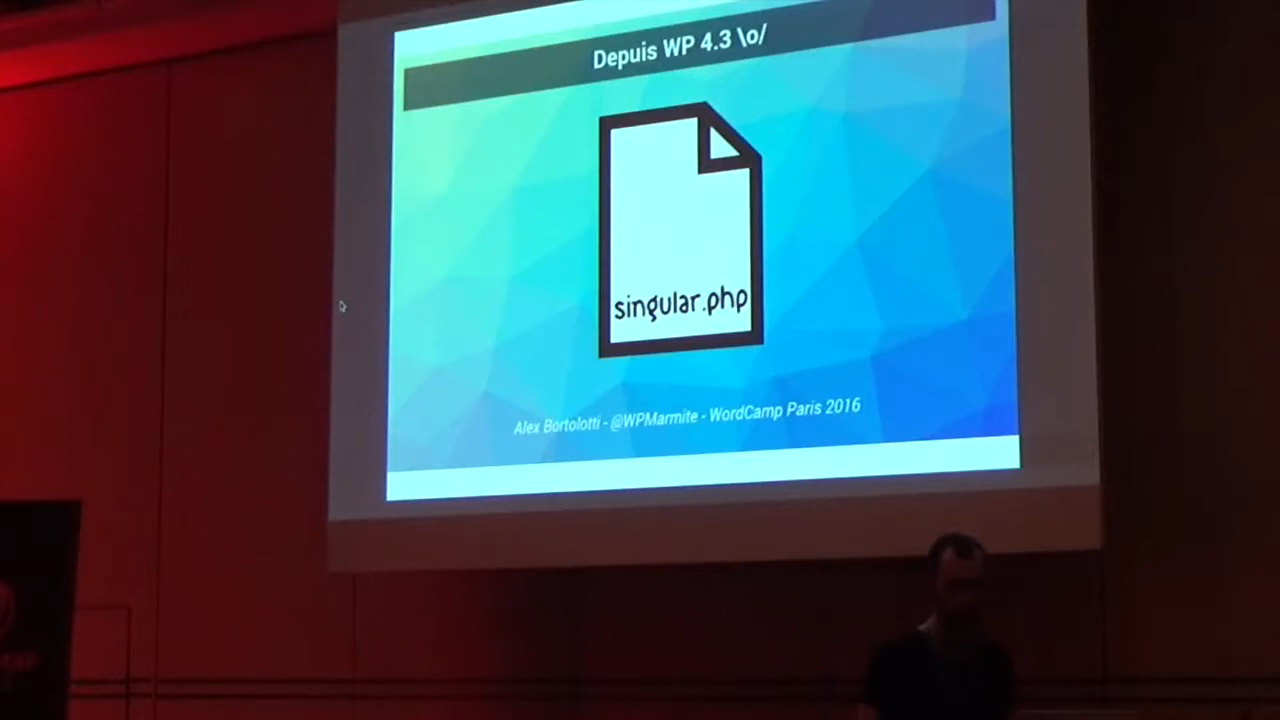 Depuis WP 4.3 \o/
singular.php
Alex Bortolotti - @WPMarmite - WordCamp Paris 2016